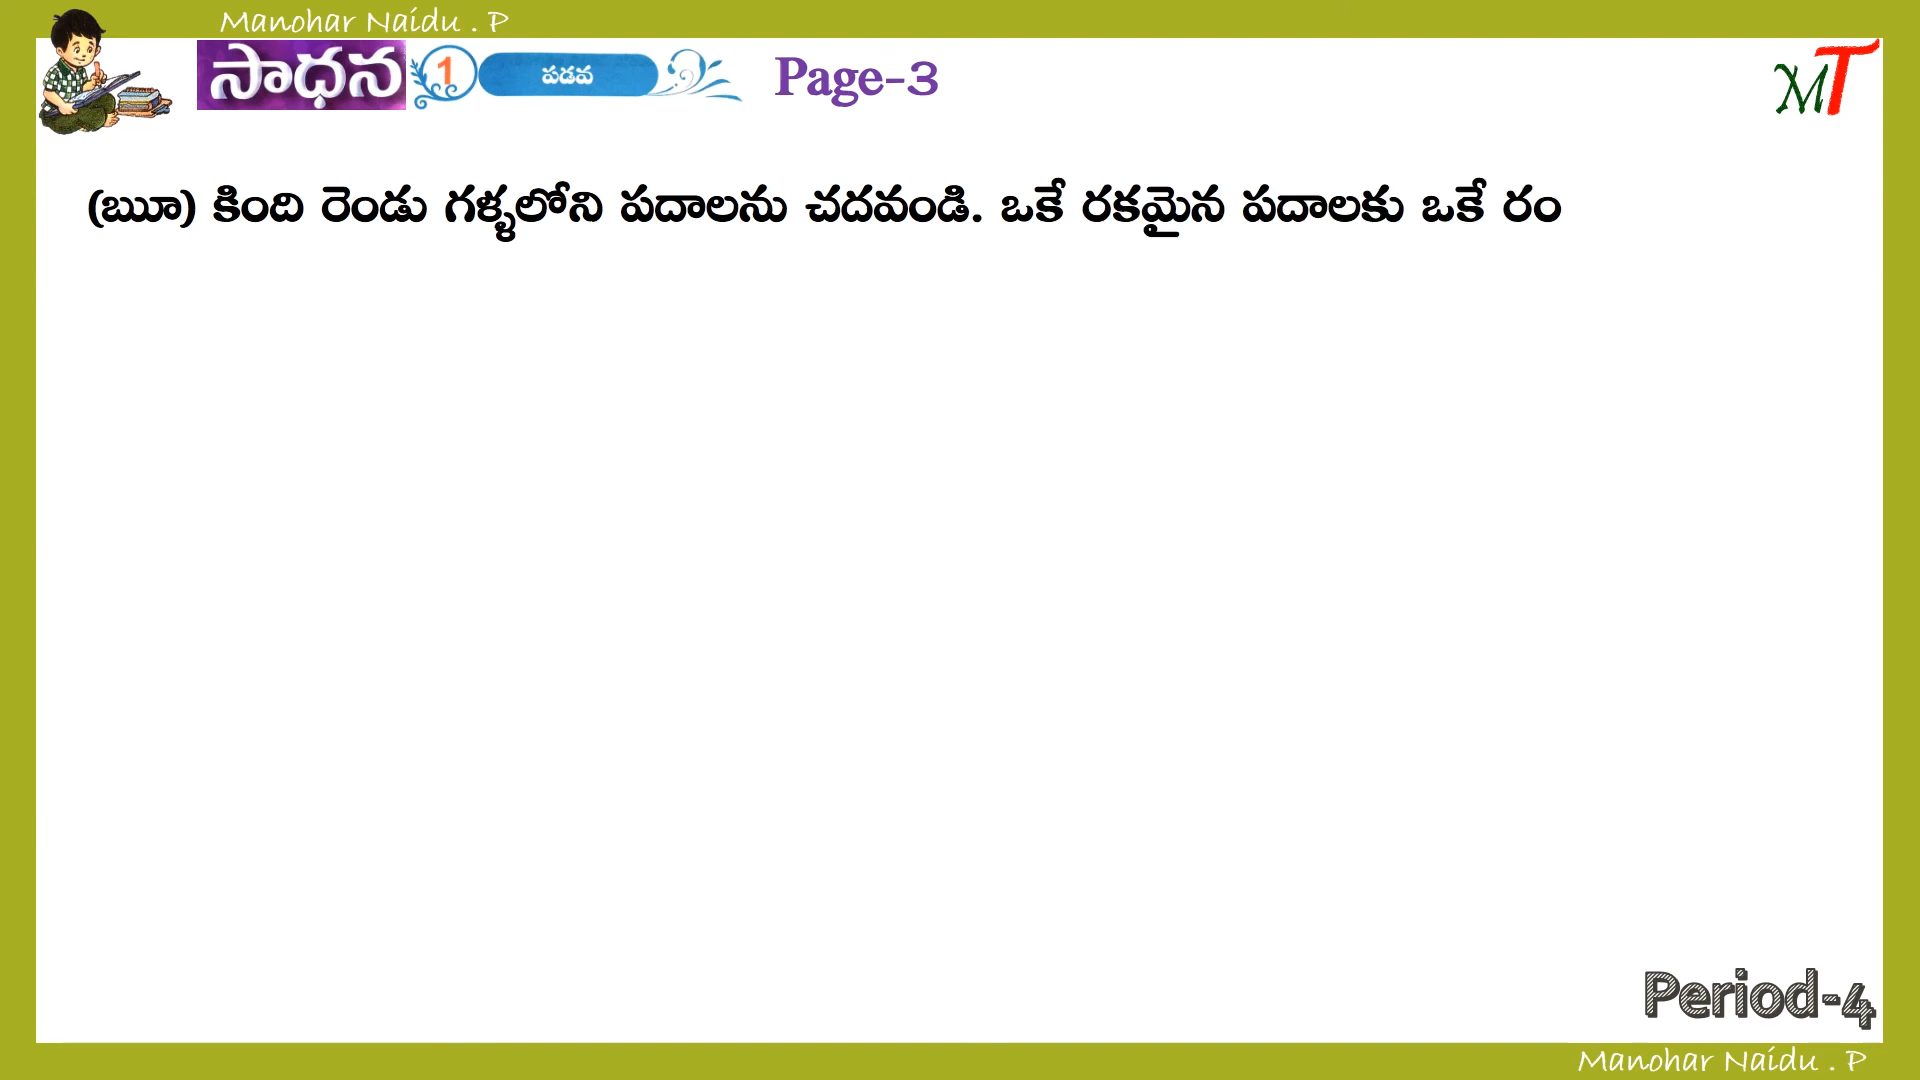 Manohar Naidu . P
సాధన 1 పడవ Page-3
MT
(ఋ) కింది రెండు గళ్ళలోని పదాలను చదవండి. ఒకే రకమైన పదాలకు ఒకే రం
Period-4
Manohar Naidu . P